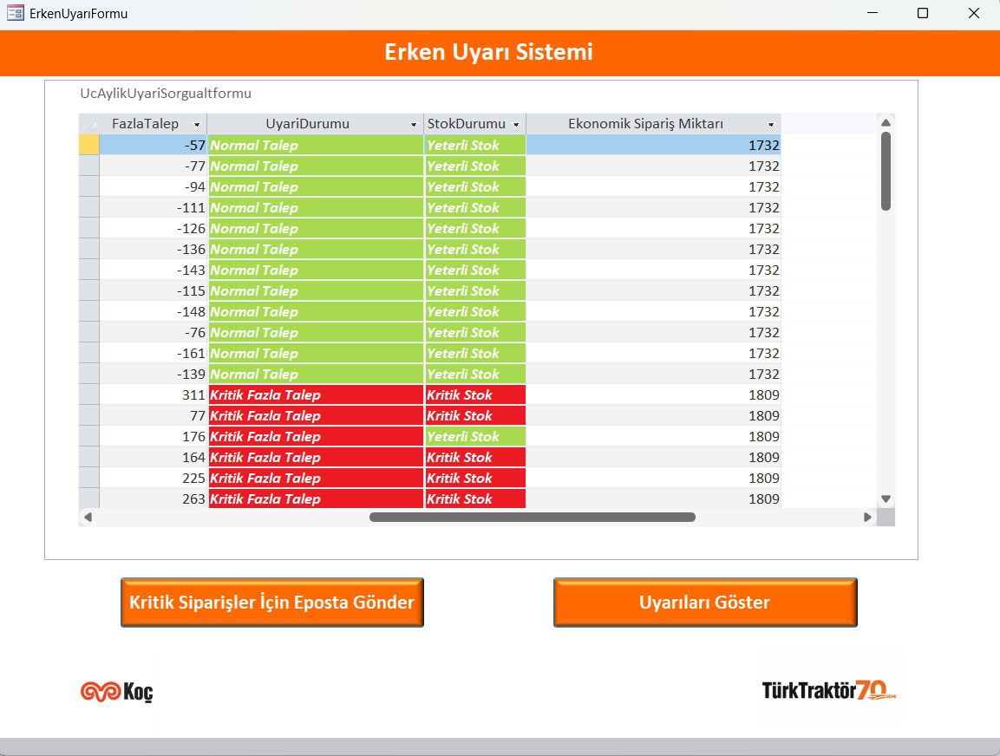 ErkenUyarıFormu
Erken Uyarı Sistemi
UcAylikUyariSorgualtformu
FazlaTalep UyariDurumu StokDurumu Ekonomik Sipariş Miktarı
-57 Normal Talep Yeterli Stok 1732
-77 Normal Talep Yeterli Stok 1732
-94 Normal Talep Yeterli Stok 1732
-111 Normal Talep Yeterli Stok 1732
-126 Normal Talep Yeterli Stok 1732
-136 Normal Talep Yeterli Stok 1732
-143 Normal Talep Yeterli Stok 1732
-115 Normal Talep Yeterli Stok 1732
-148 Normal Talep Yeterli Stok 1732
-76 Normal Talep Yeterli Stok 1732
-161 Normal Talep Yeterli Stok 1732
-139 Normal Talep Yeterli Stok 1732
311 Kritik Fazla Talep Kritik Stok 1809
77 Kritik Fazla Talep Kritik Stok 1809
176 Kritik Fazla Talep Yeterli Stok 1809
164 Kritik Fazla Talep Kritik Stok 1809
225 Kritik Fazla Talep Kritik Stok 1809
263 Kritik Fazla Talep Kritik Stok 1809
Kritik Siparişler İçin Eposta Gönder Uyarıları Göster
Koç TürkTraktör 70